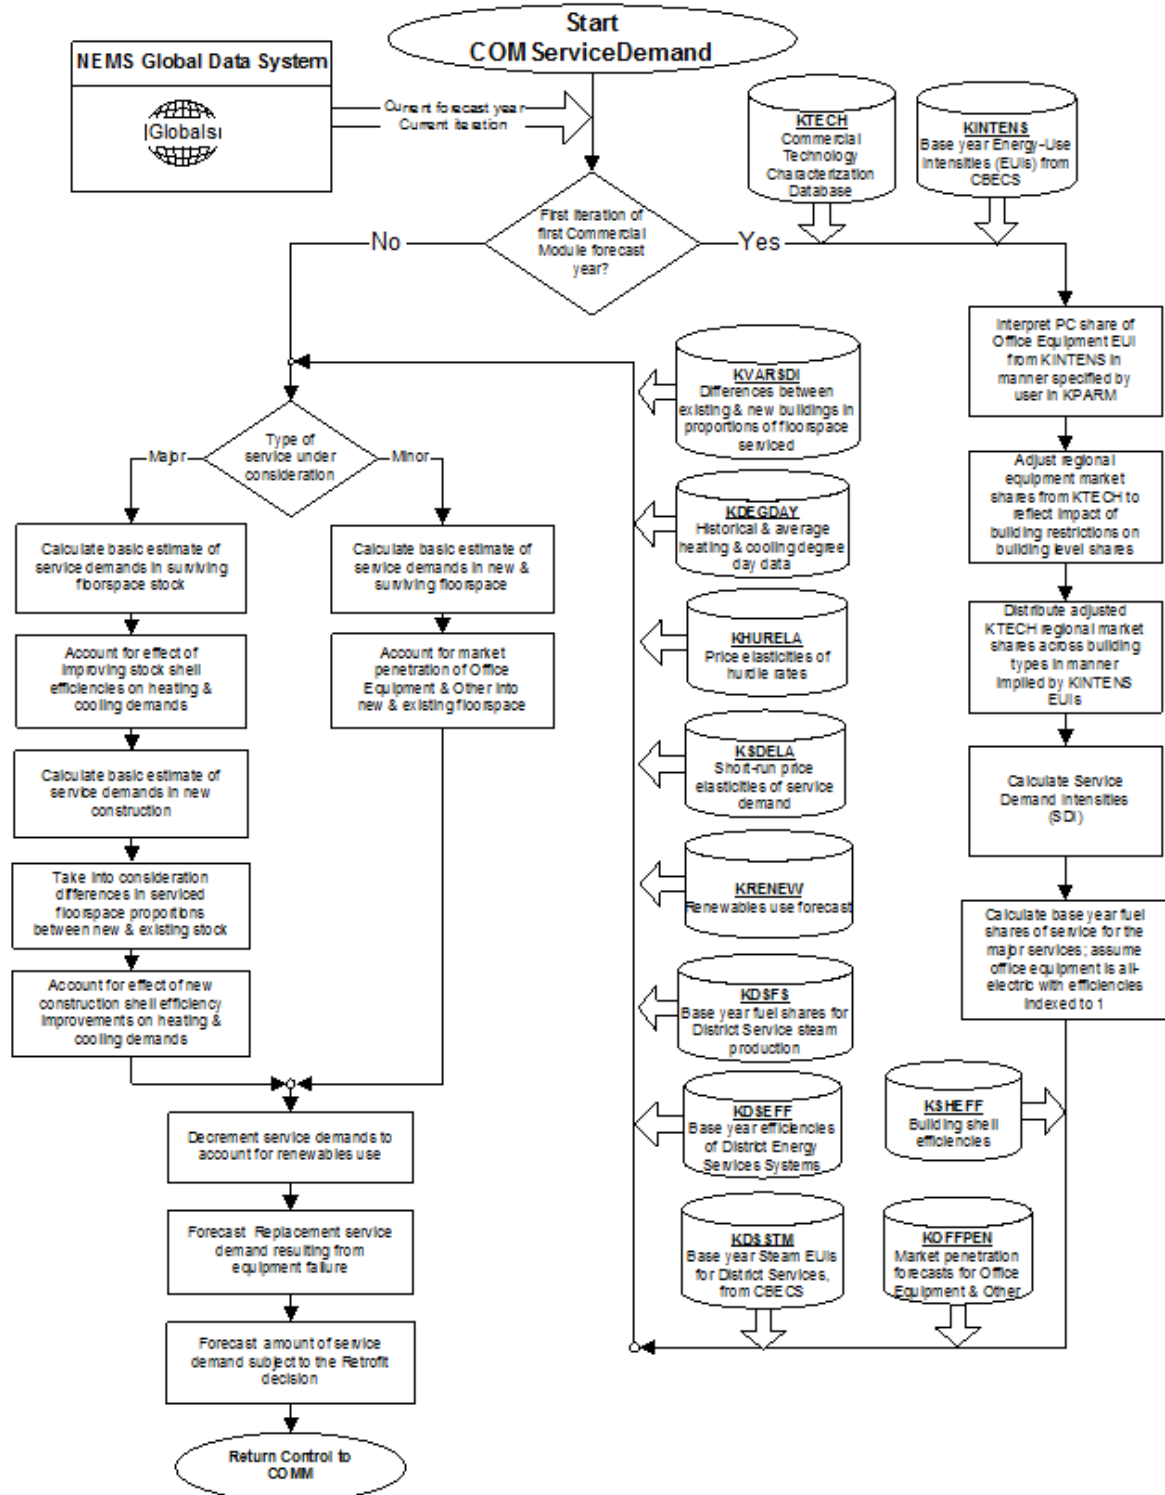 Start
COMServiceDemand
NEMS Global Data System
Globals
Current forecast year
Current iteration
KTECH
Commercial
Technology
Characterization
Database
KINTENS
Base year Energy-Use
Intensities (EUIs) from
CBECS
First iteration of
first Commercial
Module forecast
year?
No
Yes
Interpret PC share of
Office Equipment EUI
from KINTENS in
manner specified by
user in KPARM
KVARSDI
Differences between
existing & new buildings in
proportions of floorspace
serviced
Type of
service under
consideration
Major
Minor
Adjust regional
equipment market
shares from KTECH to
reflect impact of
building restrictions on
building level shares
KDEGDAY
Historical & average
heating & cooling degree
day data
Calculate basic estimate of
service demands in surviving
floorspace stock
Calculate basic estimate of
service demands in new &
surviving floorspace
Distribute adjusted
KTECH regional market
shares across building
types in manner
implied by KINTENS
EUIs
KHURELA
Price elasticities of
hurdle rates
Account for effect of
improving stock shell
efficiencies on heating &
cooling demands
Account for market
penetration of Office
Equipment & Other into
new & existing floorspace
KSDELA
Short-run price
elasticities of service
demand
Calculate Service
Demand Intensities
(SDI)
Calculate basic estimate of
service demands in new
construction
KRENEW
Renewables use forecast
Calculate base year fuel
shares of service for the
major services; assume
office equipment is all-
electric with efficiencies
indexed to 1
Take into consideration
differences in serviced
floorspace proportions
between new & existing stock
KDSFS
Base year fuel shares for
District Service steam
production
Account for effect of new
construction shell efficiency
improvements on heating &
cooling demands
KDSEFF
Base year efficiencies
of District Energy
Services Systems
KSHEFF
Building shell
efficiencies
Decrement service demands to
account for renewables use
KDSSTM
Base year Steam EUIs
for District Services,
from CBECS
KOFFPEN
Market penetration
forecasts for Office
Equipment & Other
Forecast Replacement service
demand resulting from
equipment failure
Forecast amount of service
demand subject to the Retrofit
decision
Return Control to
COMM